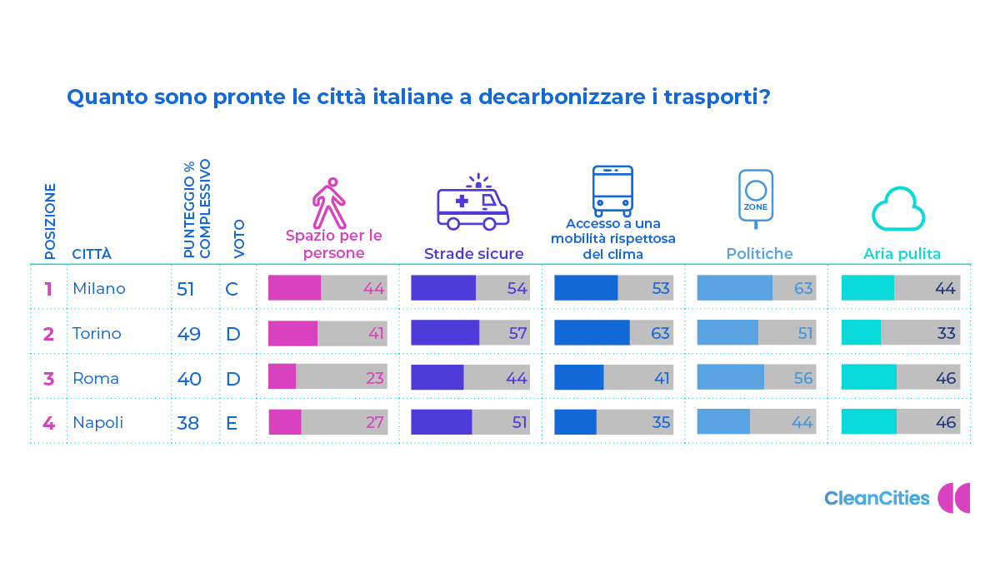 Quanto sono pronte le città italiane a decarbonizzare i trasporti?
POSIZIONE
CITTÀ
PUNTEGGIO %
COMPLESSIVO
VOTO
Spazio per le
persone
Strade sicure
Accesso a una
mobilità rispettosa
del clima
ZONE
Politiche
Aria pulita
1 Milano 51 C 44 54 53 63 44
2 Torino 49 D 41 57 63 51 33
3 Roma 40 D 23 44 41 56 46
4 Napoli 38 E 27 51 35 44 46
CleanCities